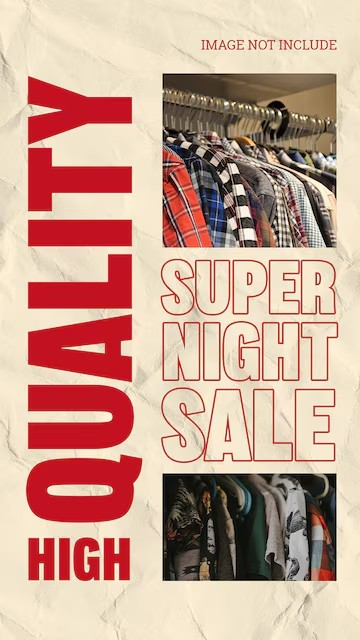 IMAGE NOT INCLUDE
HIGH
QUALITY
SUPER
NIGHT
SALE